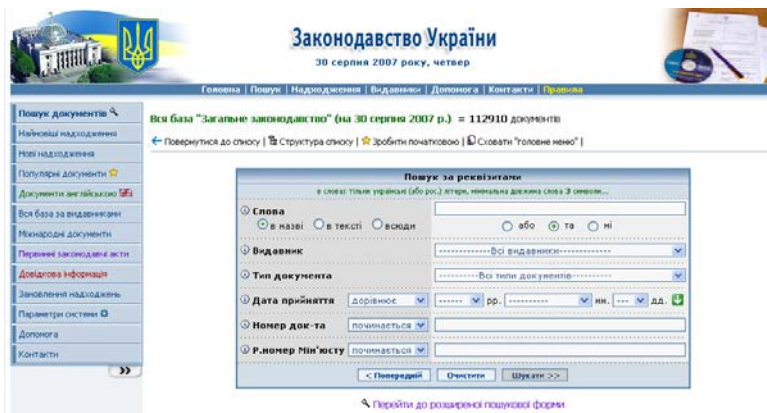 Законодавство України
30 серпня 2007 року, четвер
Головна | Пошук | Надходження | Видавники | Допомога | Контакти | Правила
Пошук документів
Найновіші надходження
Нові надходження
Популярні документи
Документи англійською
Вся база за видавниками
Міжнародні документи
Первинні законодавчі акти
Довідкова інформація
Замовлення надходжень
Параметри системи
Допомога
Контакти
>>
Вся база "Загальне законодавство" (на 30 серпня 2007 р.) = 112910 документів
Повернутися до списку | Структура списку | Зробити початковою | Сховати "головне меню" |
Пошук за реквізитами
в словах тільки українські (або рос.) літери, мінімальна довжина слова 3 символи...
Слова
в назві в тексті всюди або та ні
Видавник ------------Всі видавники------------
Тип документа ----------Всі типи документів-----------
Дата прийняття дорівнює ------ рр. ---------- мм. --- дд.
Номер док-та починається
Р.номер Мін'юсту починається
< Попередній Очистити Шукати >>
Перейти до розширеної пошукової форми